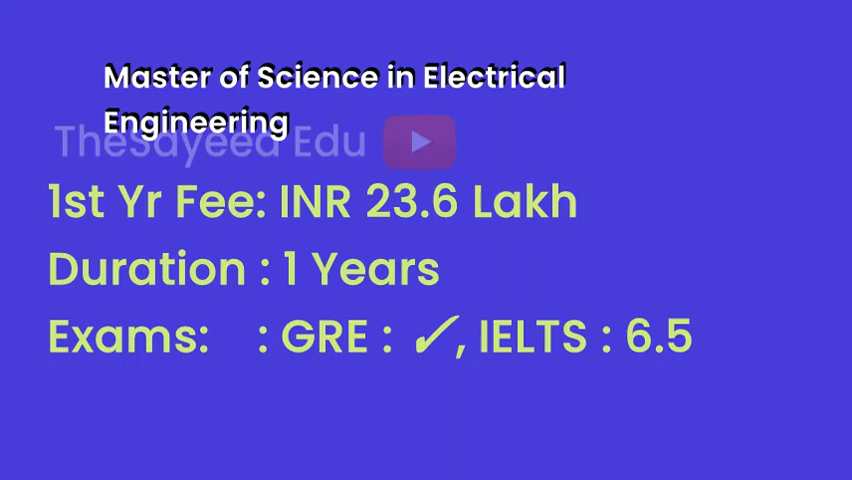 Master of Science in Electrical
Engineering
TheSayeed Edu
1st Yr Fee: INR 23.6 Lakh
Duration : 1 Years
Exams: : GRE : ✓, IELTS : 6.5